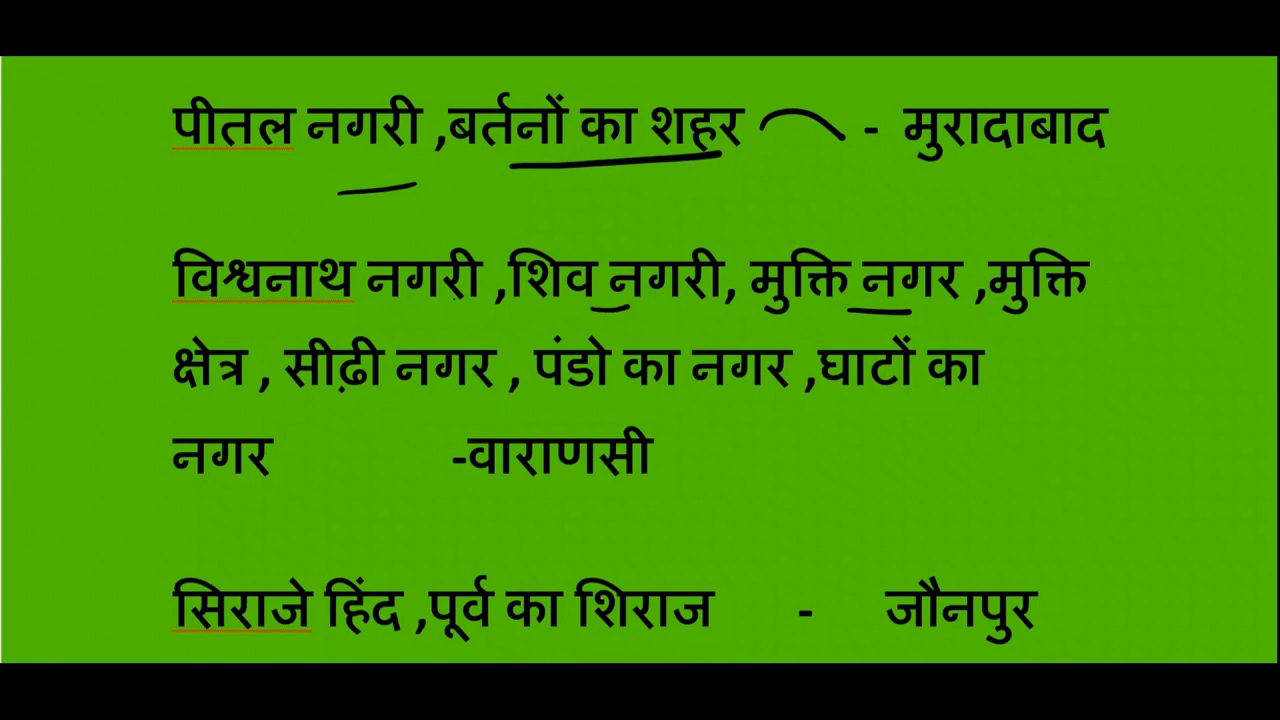 पीतल नगरी ,बर्तनों का शहर - मुरादाबाद
विश्वनाथ नगरी ,शिव नगरी, मुक्ति नगर ,मुक्ति
क्षेत्र , सीढ़ी नगर , पंडो का नगर ,घाटों का
नगर -वाराणसी
सिराजे हिंद ,पूर्व का शिराज - जौनपुर